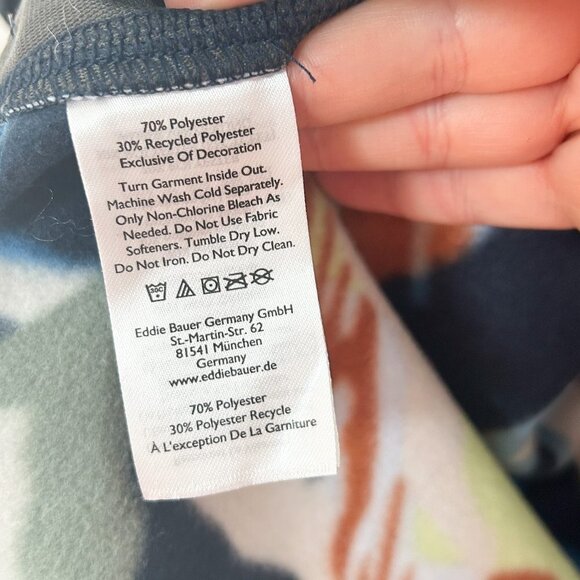 70% Polyester
30% Recycled Polyester
Exclusive Of Decoration
Turn Garment Inside Out.
Machine Wash Cold Separately.
Only Non-Chlorine Bleach As
Needed. Do Not Use Fabric
Softeners. Tumble Dry Low.
Do Not Iron. Do Not Dry Clean.
30C
Eddie Bauer Germany GmbH
St.-Martin-Str. 62
81541 München
Germany
www.eddiebauer.de
70% Polyester
30% Polyester Recycle
À L'exception De La Garniture